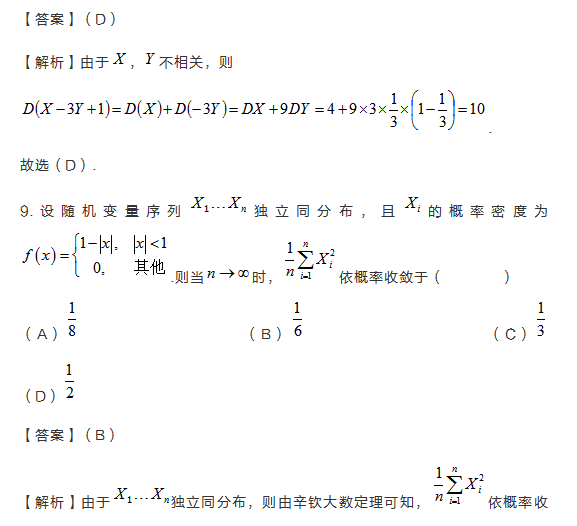 【答案】（D）
【解析】由于 X ， Y 不相关，则
D(X−3Y+1)=D(X)+D(−3Y)=DX+9DY=4+9×3×1/3×(1−1/3)=10 .
故选（D）.
9. 设随机变量序列 X₁…Xₙ 独立同分布，且 Xᵢ 的概率密度为
f(x)={1−|x|, |x|<1 0, 其他 .则当 n→∞ 时， 1/n ∑ᵢ₌₁ⁿ Xᵢ² 依概率收敛于（ ）
（A） 1/8 （B） 1/6 （C） 1/3
（D） 1/2
【答案】（B）
【解析】由于 X₁…Xₙ 独立同分布，则由辛钦大数定理可知， 1/n ∑ᵢ₌₁ⁿ Xᵢ² 依概率收